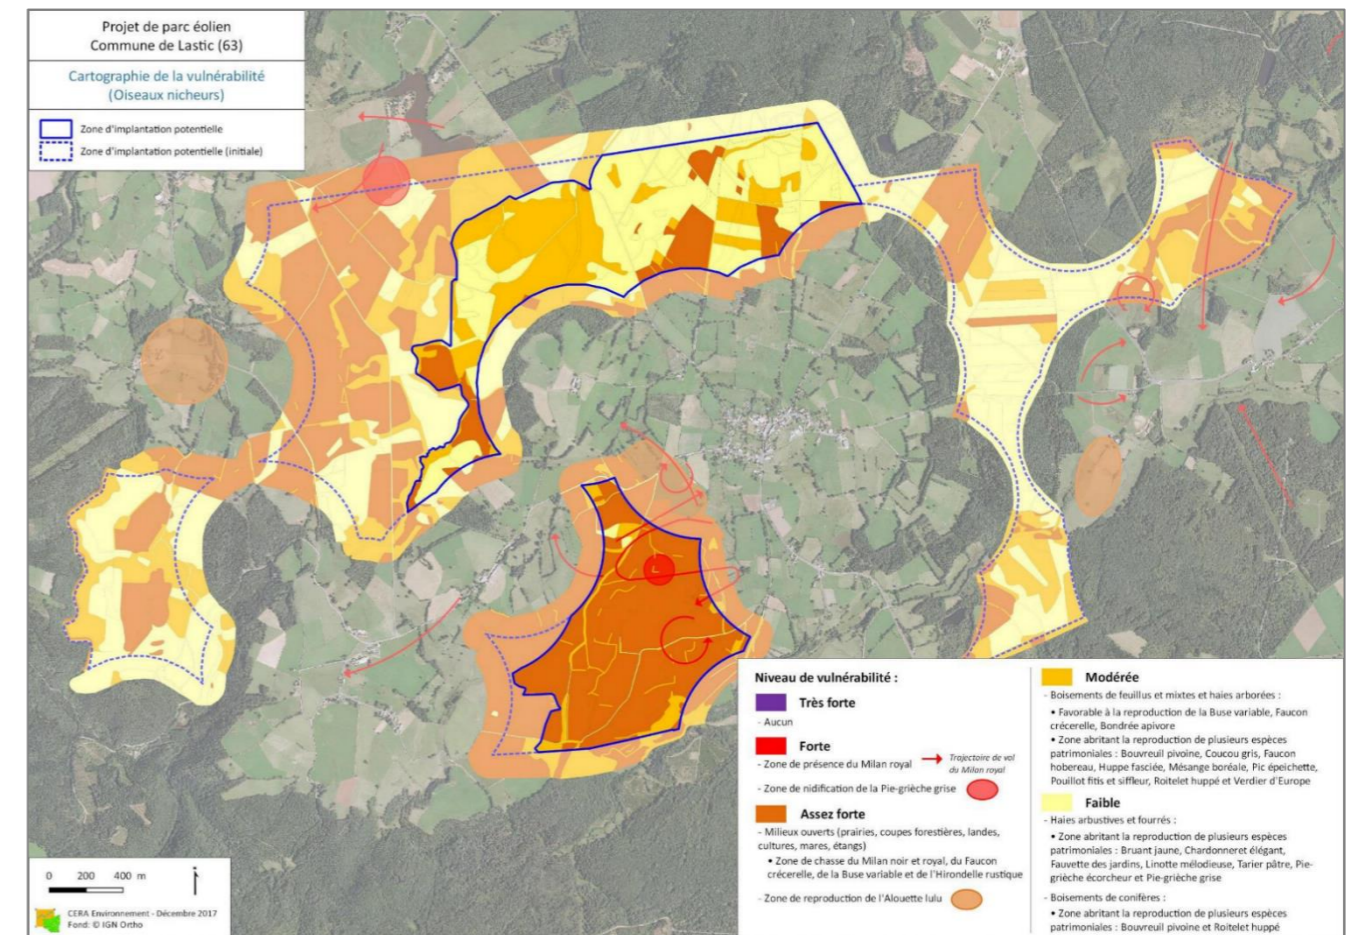 Projet de parc éolien
Commune de Lastic (63)
Cartographie de la vulnérabilité
(Oiseaux nicheurs)
Zone d'implantation potentielle
Zone d'implantation potentielle (initiale)
Niveau de vulnérabilité :
Très forte
- Aucun
Forte
- Zone de présence du Milan royal
Trajectoire de vol
du Milan royal
- Zone de nidification de la Pie-grièche grise
Assez forte
- Milieux ouverts (prairies, coupes forestières, landes,
cultures, mares, étangs)
• Zone de chasse du Milan noir et royal, du Faucon
crécerelle, de la Buse variable et de l'Hirondelle rustique
- Zone de reproduction de l'Alouette lulu
Modérée
- Boisements de feuillus et mixtes et haies arborées :
• Favorable à la reproduction de la Buse variable, Faucon
crécerelle, Bondrée apivore
• Zone abritant la reproduction de plusieurs espèces
patrimoniales : Bouvreuil pivoine, Coucou gris, Faucon
hobereau, Huppe fasciée, Mésange boréale, Pic épeichette,
Pouillot fitis et siffleur, Roitelet huppé et Verdier d'Europe
Faible
- Haies arbustives et fourrés :
• Zone abritant la reproduction de plusieurs espèces
patrimoniales : Bruant jaune, Chardonneret élégant,
Fauvette des jardins, Linotte mélodieuse, Tarier pâtre, Pie-
grièche écorcheur et Pie-grièche grise
- Boisements de conifères :
• Zone abritant la reproduction de plusieurs espèces
patrimoniales : Bouvreuil pivoine et Roitelet huppé
0 200 400 m
CERA Environnement - Décembre 2017
Fond: © IGN Ortho